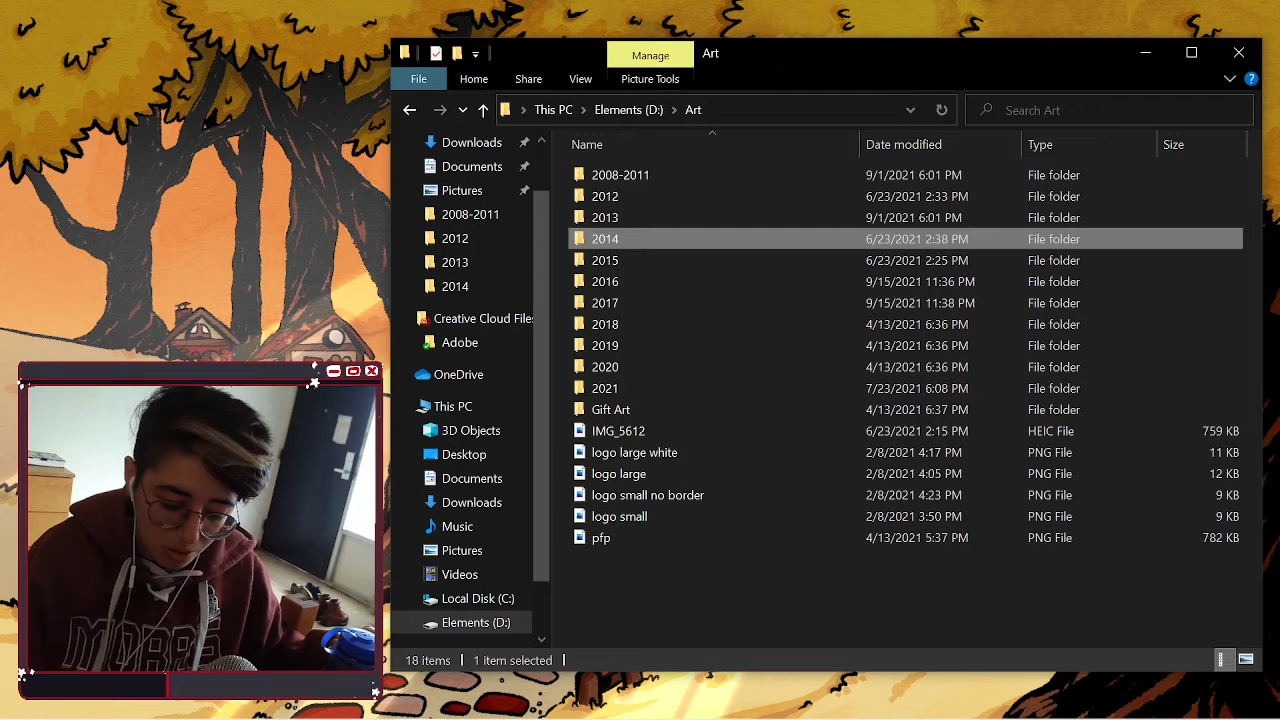 Manage
Art
File
Home
Share
View
Picture Tools
This PC
Elements (D:)
Art
Search Art
Downloads
Documents
Pictures
2008-2011
2012
2013
2014
Creative Cloud Files
Adobe
OneDrive
This PC
3D Objects
Desktop
Documents
Downloads
Music
Pictures
Videos
Local Disk (C:)
Elements (D:)
Name Date modified Type Size
2008-2011 9/1/2021 6:01 PM File folder
2012 6/23/2021 2:33 PM File folder
2013 9/1/2021 6:01 PM File folder
2014 6/23/2021 2:38 PM File folder
2015 6/23/2021 2:25 PM File folder
2016 9/15/2021 11:36 PM File folder
2017 9/15/2021 11:38 PM File folder
2018 4/13/2021 6:36 PM File folder
2019 4/13/2021 6:36 PM File folder
2020 4/13/2021 6:36 PM File folder
2021 7/23/2021 6:08 PM File folder
Gift Art 4/13/2021 6:37 PM File folder
IMG_5612 6/23/2021 2:15 PM HEIC File 759 KB
logo large white 2/8/2021 4:17 PM PNG File 11 KB
logo large 2/8/2021 4:05 PM PNG File 12 KB
logo small no border 2/8/2021 4:23 PM PNG File 9 KB
logo small 2/8/2021 3:50 PM PNG File 9 KB
pfp 4/13/2021 5:37 PM PNG File 782 KB
18 items
1 item selected